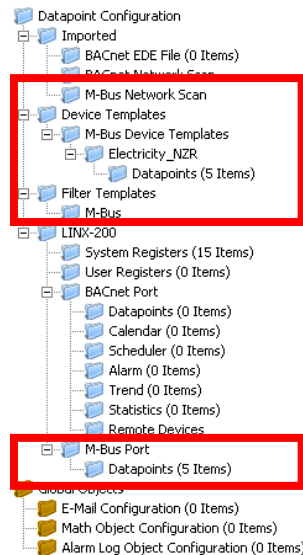 Datapoint Configuration
Imported
BACnet EDE File (0 Items)
BACnet Network Scan
M-Bus Network Scan
Device Templates
M-Bus Device Templates
Electricity_NZR
Datapoints (5 Items)
Filter Templates
M-Bus
LINX-200
System Registers (15 Items)
User Registers (0 Items)
BACnet Port
Datapoints (0 Items)
Calendar (0 Items)
Scheduler (0 Items)
Alarm (0 Items)
Trend (0 Items)
Statistics (0 Items)
Remote Devices
M-Bus Port
Datapoints (5 Items)
Global Objects
E-Mail Configuration (0 Items)
Math Object Configuration (0 Items)
Alarm Log Object Configuration (0 Items)